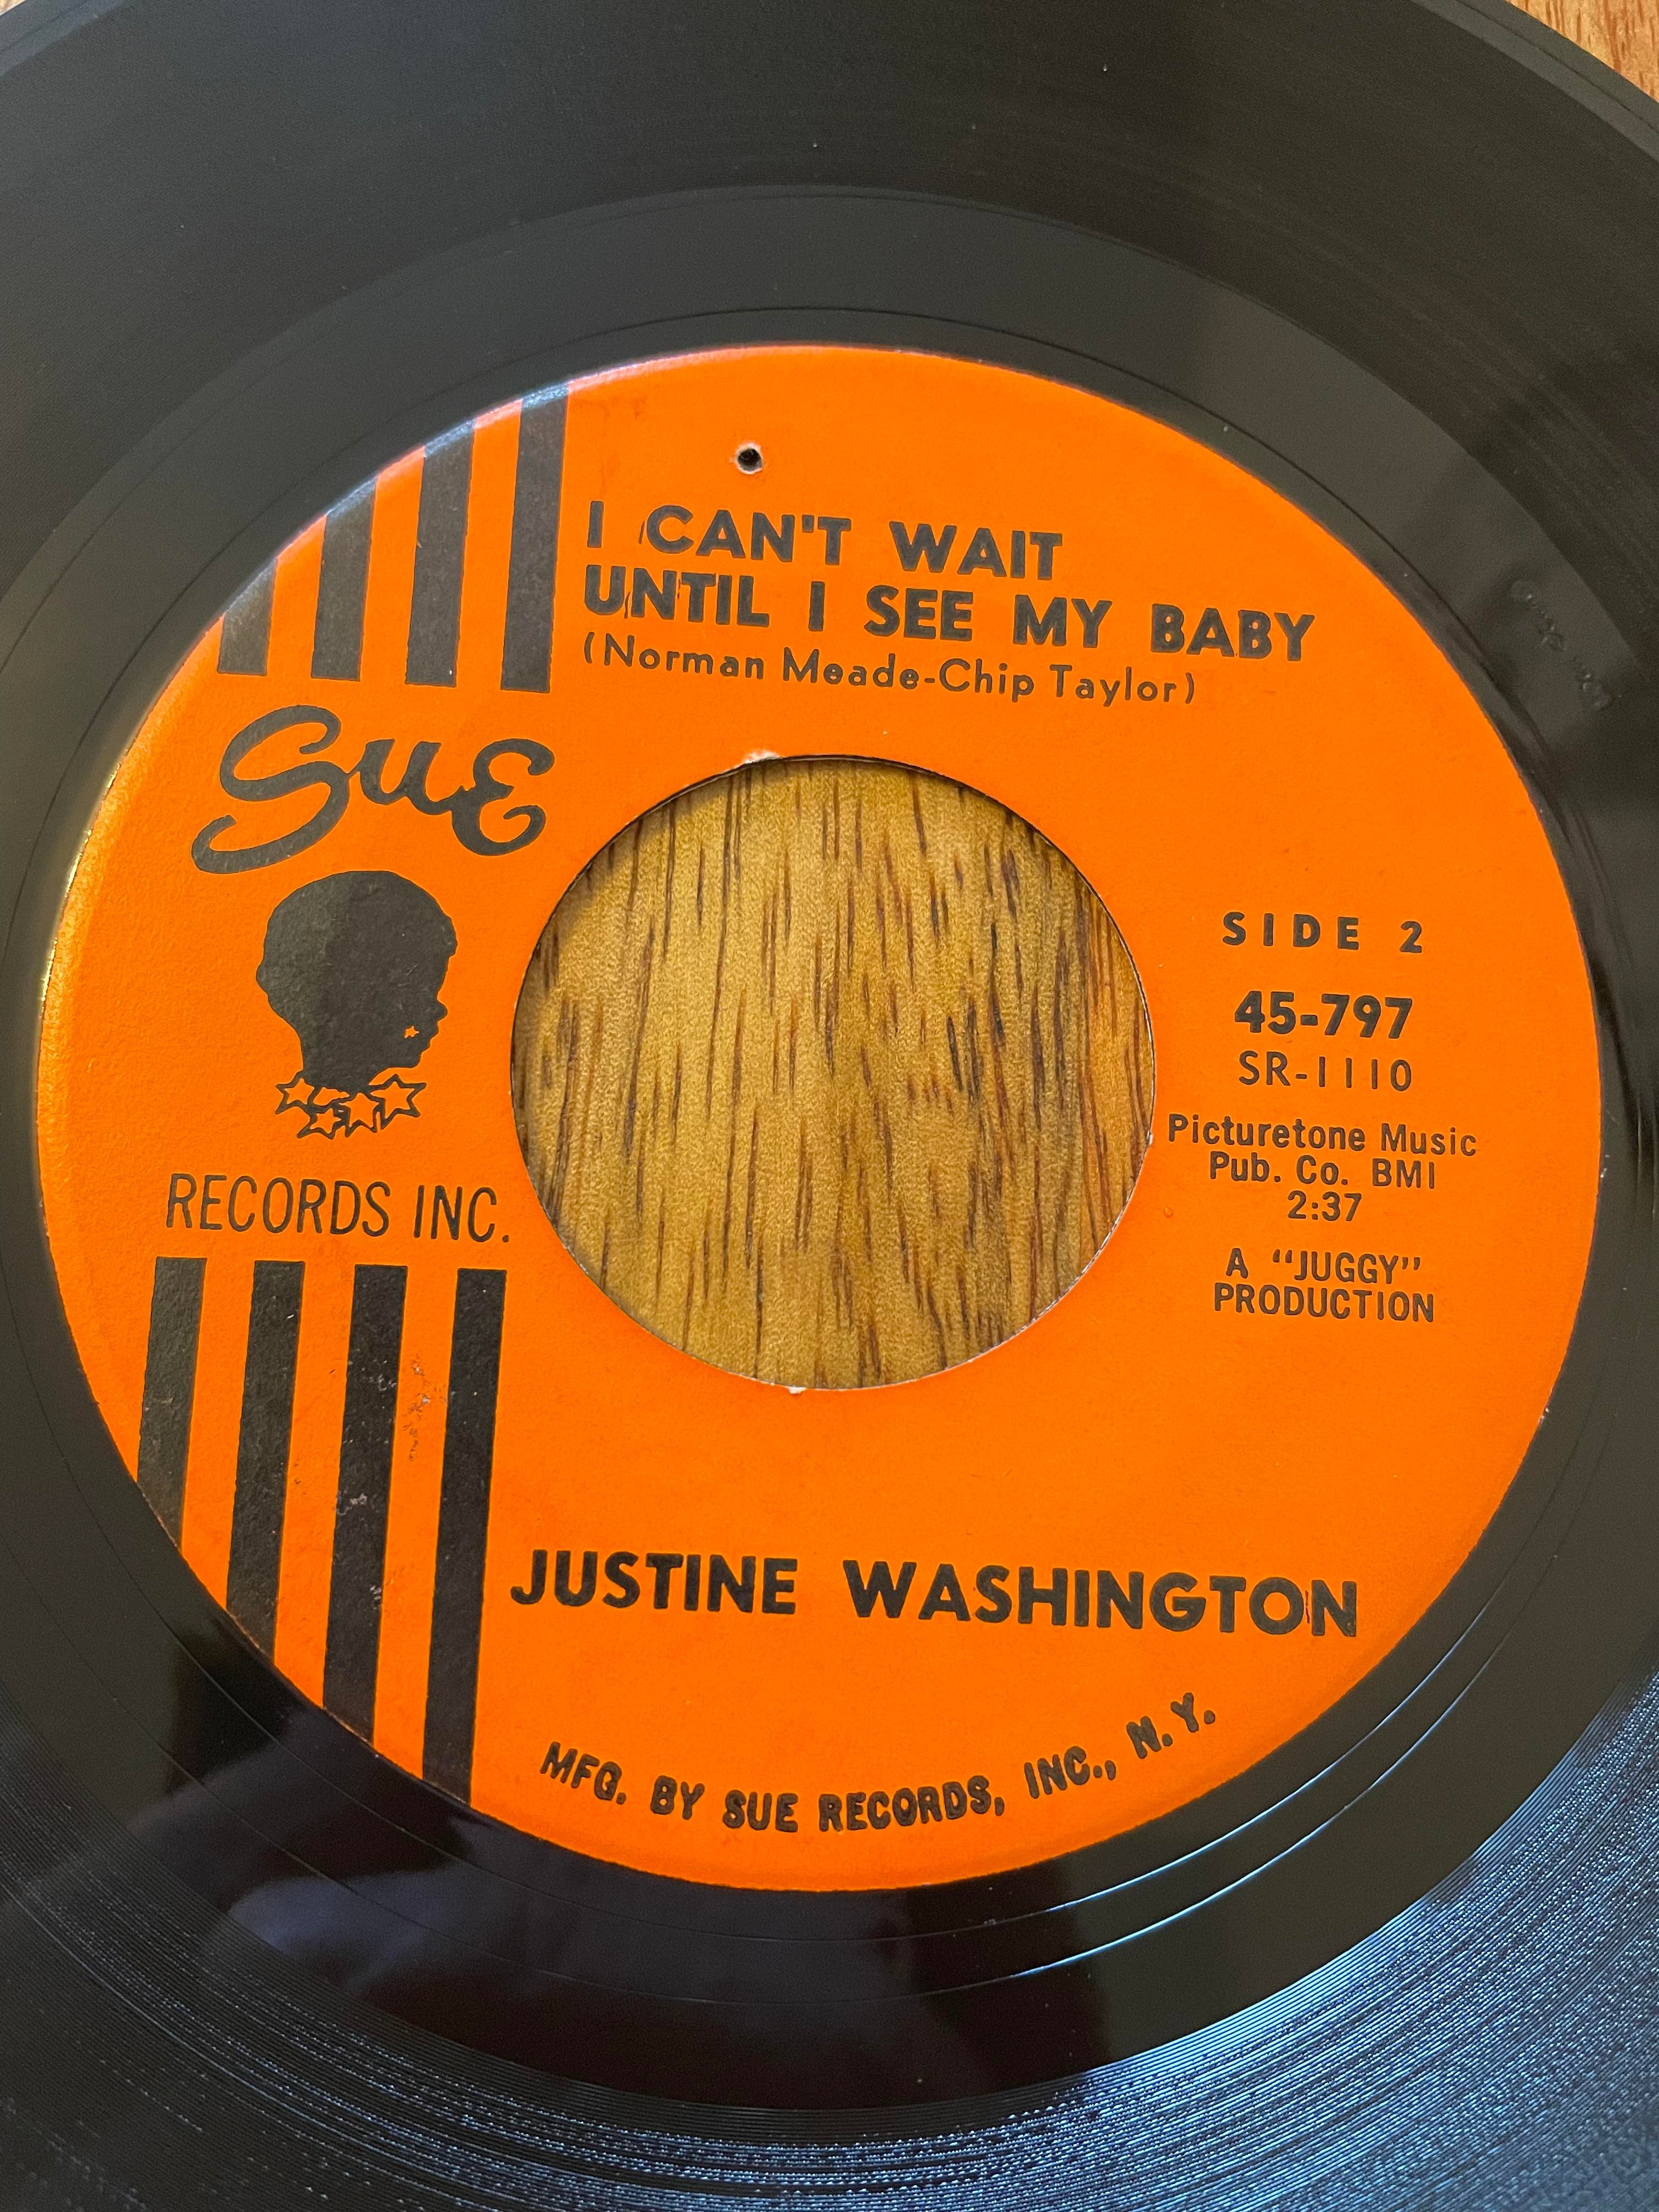 I CAN'T WAIT
UNTIL I SEE MY BABY
(Norman Meade-Chip Taylor)
Sue
RECORDS INC.
SIDE 2
45-797
SR-1110
Picturetone Music
Pub. Co. BMI
2:37
A "JUGGY"
PRODUCTION
JUSTINE WASHINGTON
MFG. BY SUE RECORDS, INC., N. Y.